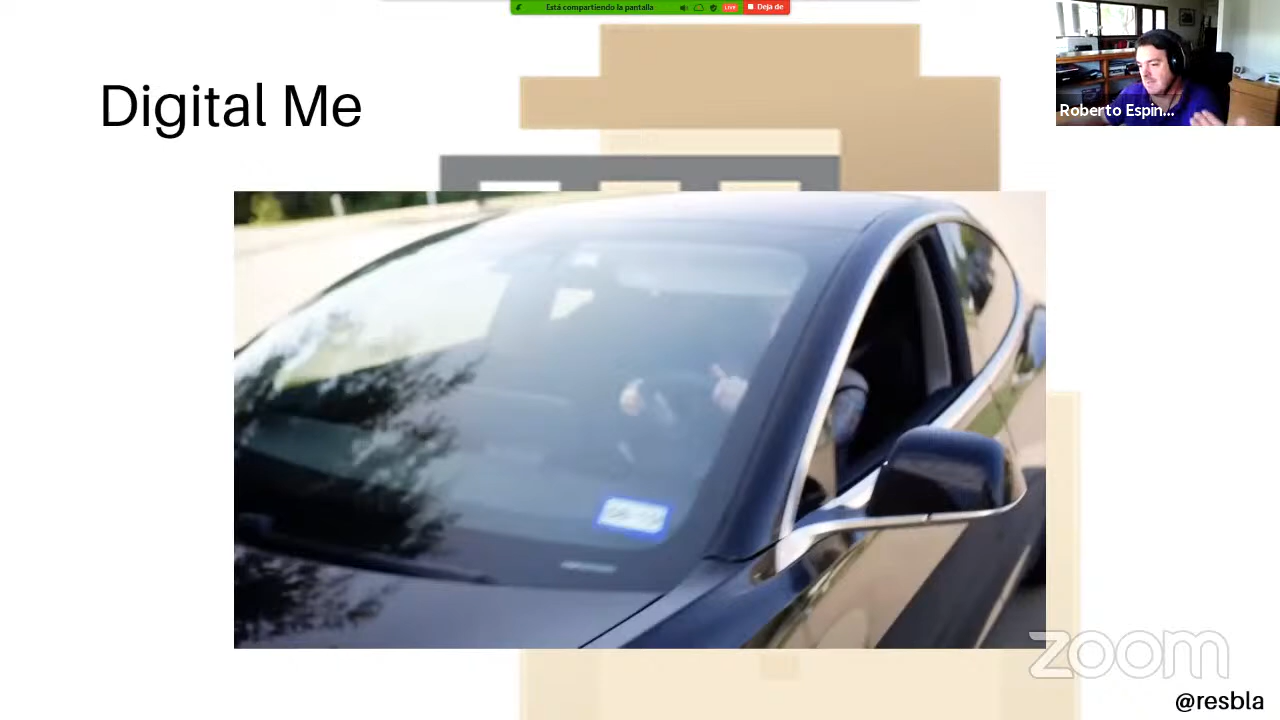 Está compartiendo la pantalla
LIVE
Deja de
Digital Me
Roberto Espin...
zoom
@resbla